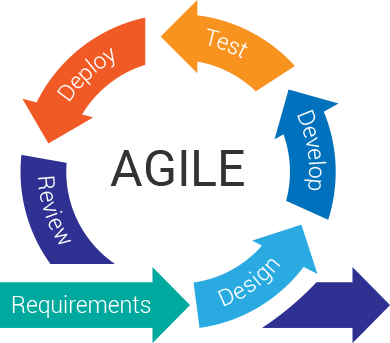 AGILE
Requirements
Design
Develop
Test
Deploy
Review